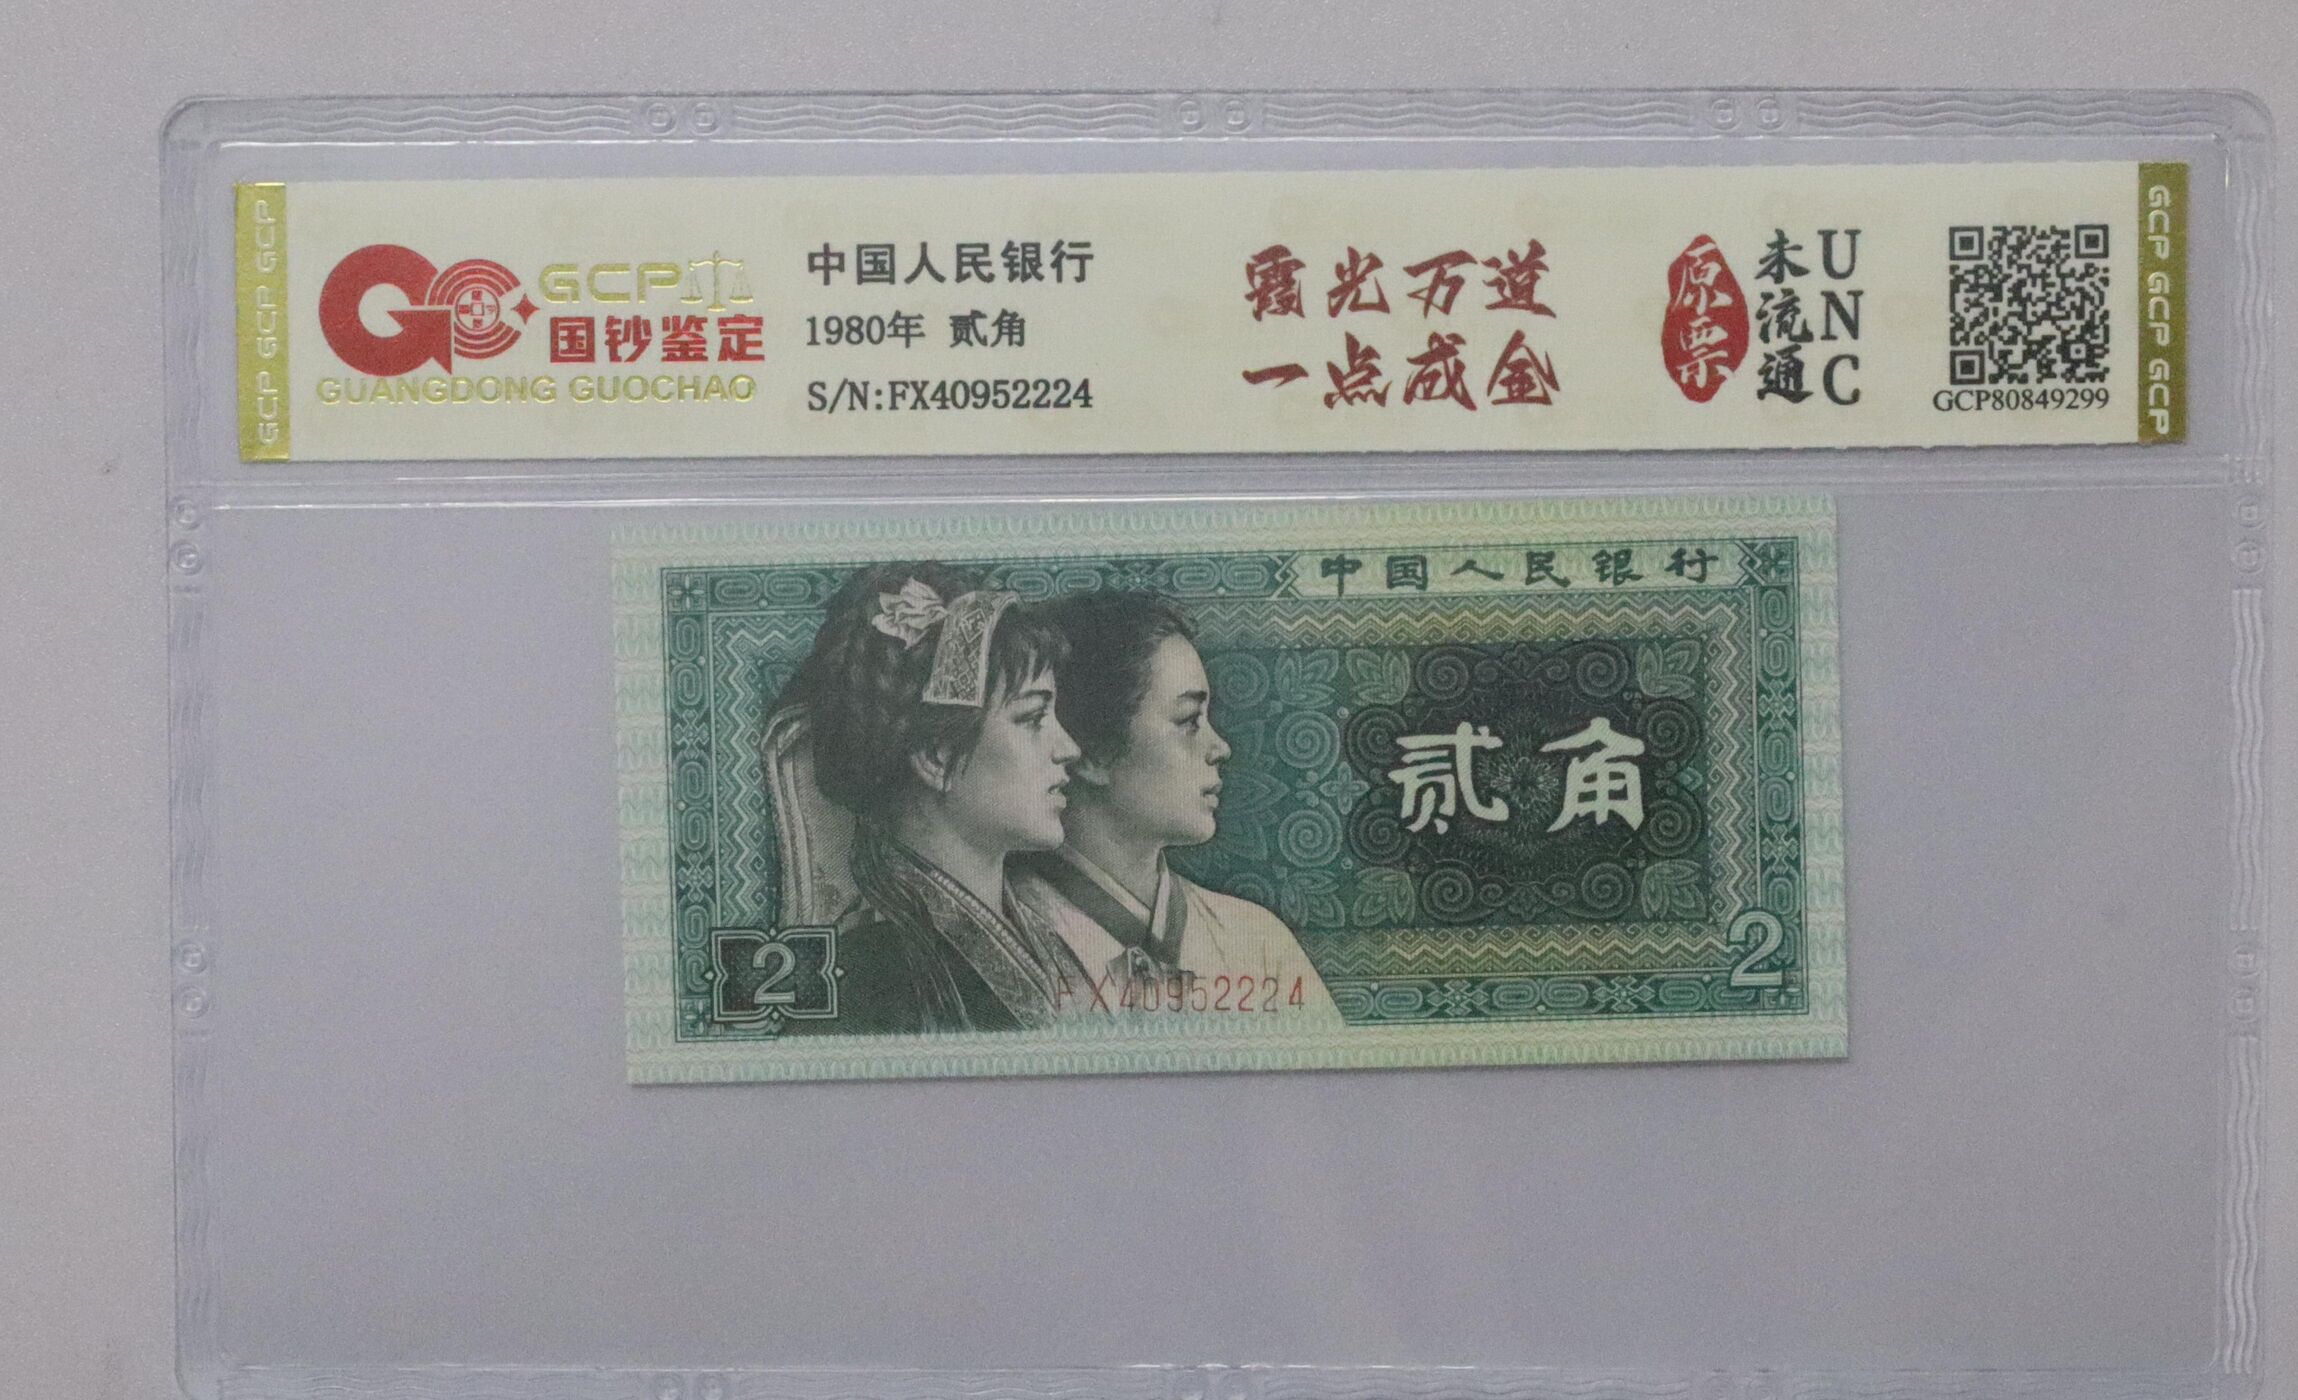 GCP GCP GCP
GCP
国钞鉴定
GUANGDONG GUOCHAO
中国人民银行
1980年 贰角
S/N:FX40952224
霞光万道
一点成金
原票
未流通
UNC
GCP80849299
GCP GCP GCP
中国人民银行
贰角
2
FX40952224
2